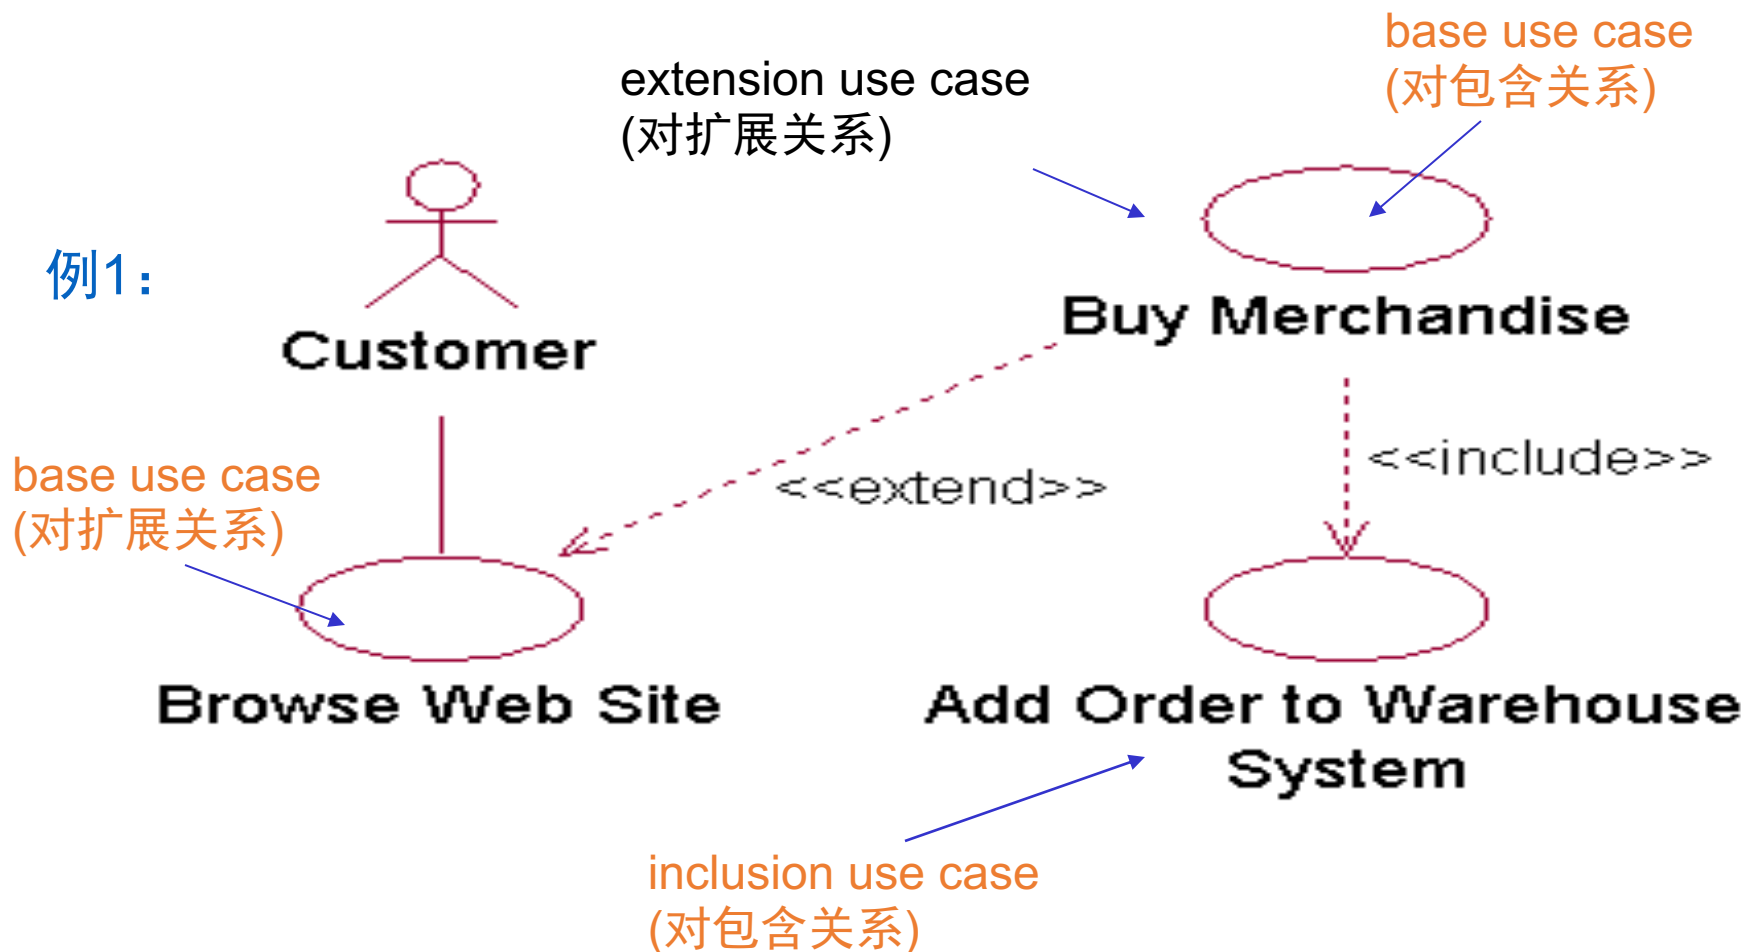 base use case
(对包含关系)
extension use case
(对扩展关系)
例1：
Customer
Buy Merchandise
base use case
(对扩展关系)
<<extend>>
<<include>>
Browse Web Site
Add Order to Warehouse
System
inclusion use case
(对包含关系)